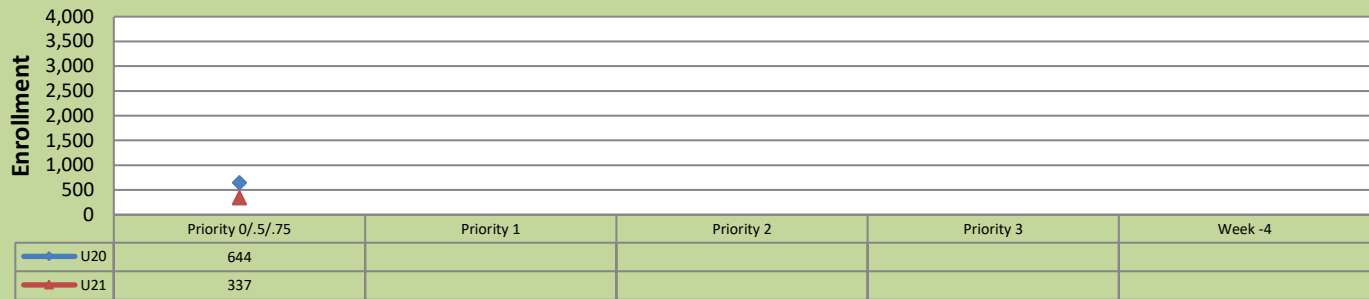 4,000
3,500
3,000
2,500
2,000
1,500
1,000
500
0
Enrollment
Priority 0/.5/.75 Priority 1 Priority 2 Priority 3 Week -4
U20 644
U21 337